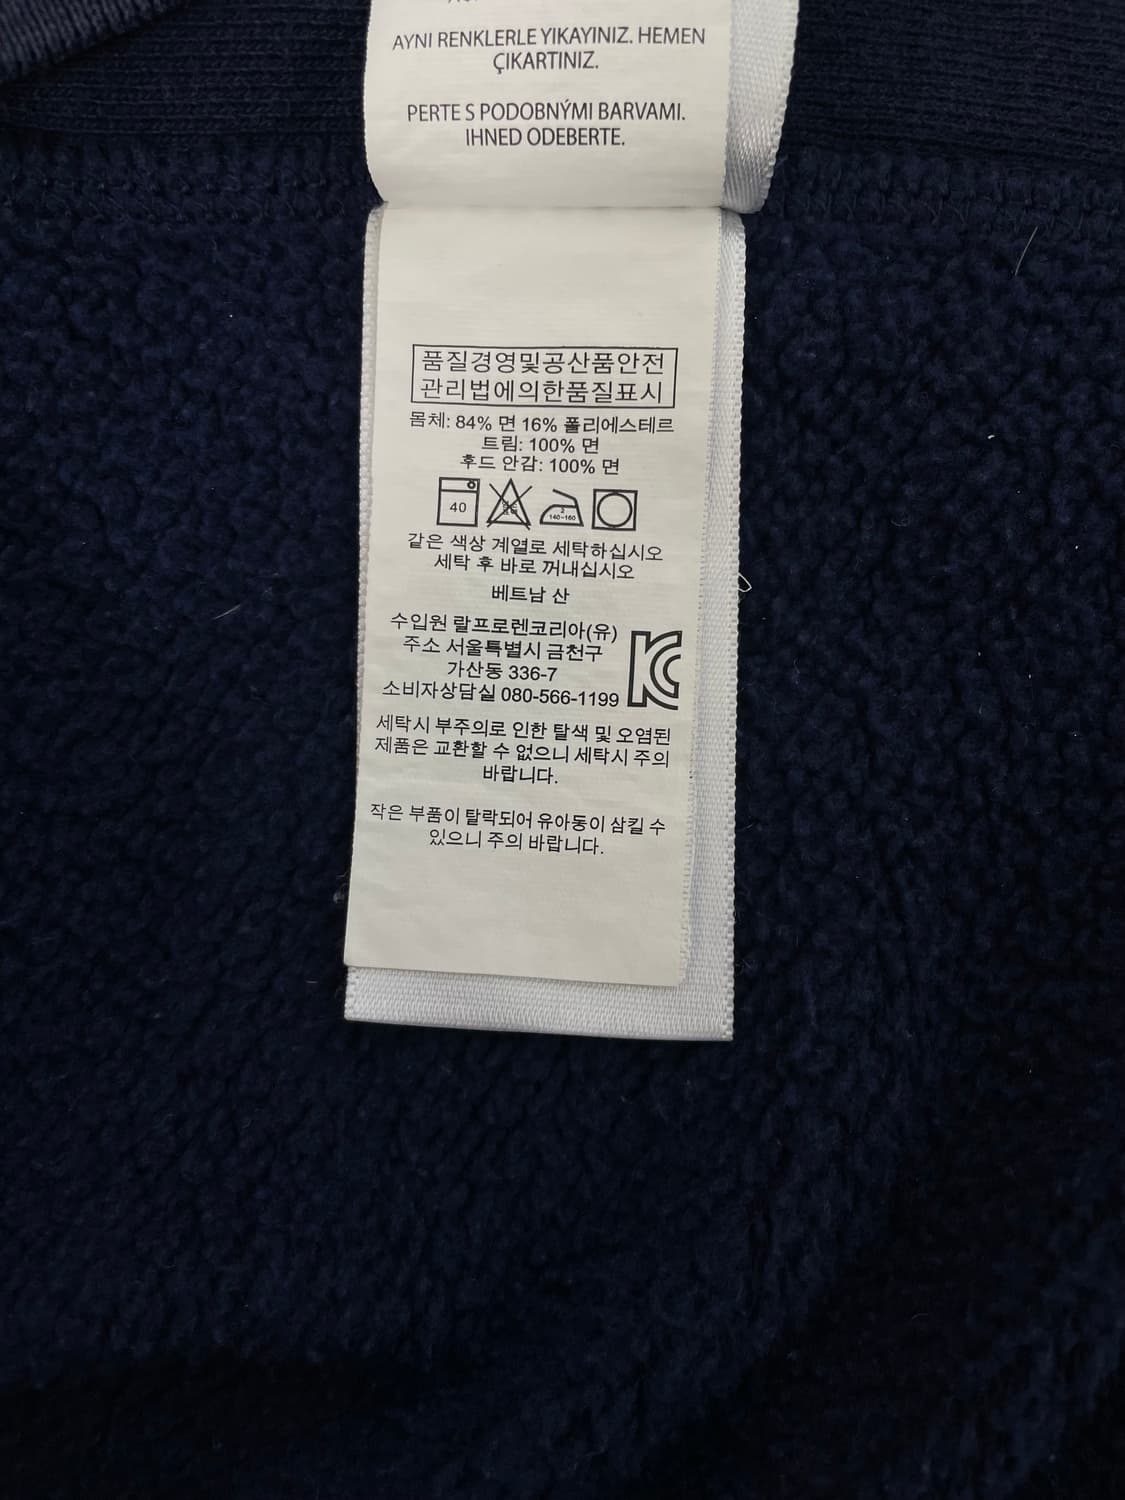 AYNI RENKLERLE YIKAYINIZ. HEMEN
ÇIKARTINIZ.
PERTE S PODOBNÝMI BARVAMI.
IHNED ODEBERTE.
품질경영및공산품안전
관리법에의한품질표시
몸체: 84% 면 16% 폴리에스테르
트림: 100% 면
후드 안감: 100% 면
40
140~160
같은 색상 계열로 세탁하십시오
세탁 후 바로 꺼내십시오
베트남 산
수입원 랄프로렌코리아(유)
주소 서울특별시 금천구
가산동 336-7
소비자상담실 080-566-1199
세탁시 부주의로 인한 탈색 및 오염된
제품은 교환할 수 없으니 세탁시 주의
바랍니다.
작은 부품이 탈락되어 유아동이 삼킬 수
있으니 주의 바랍니다.